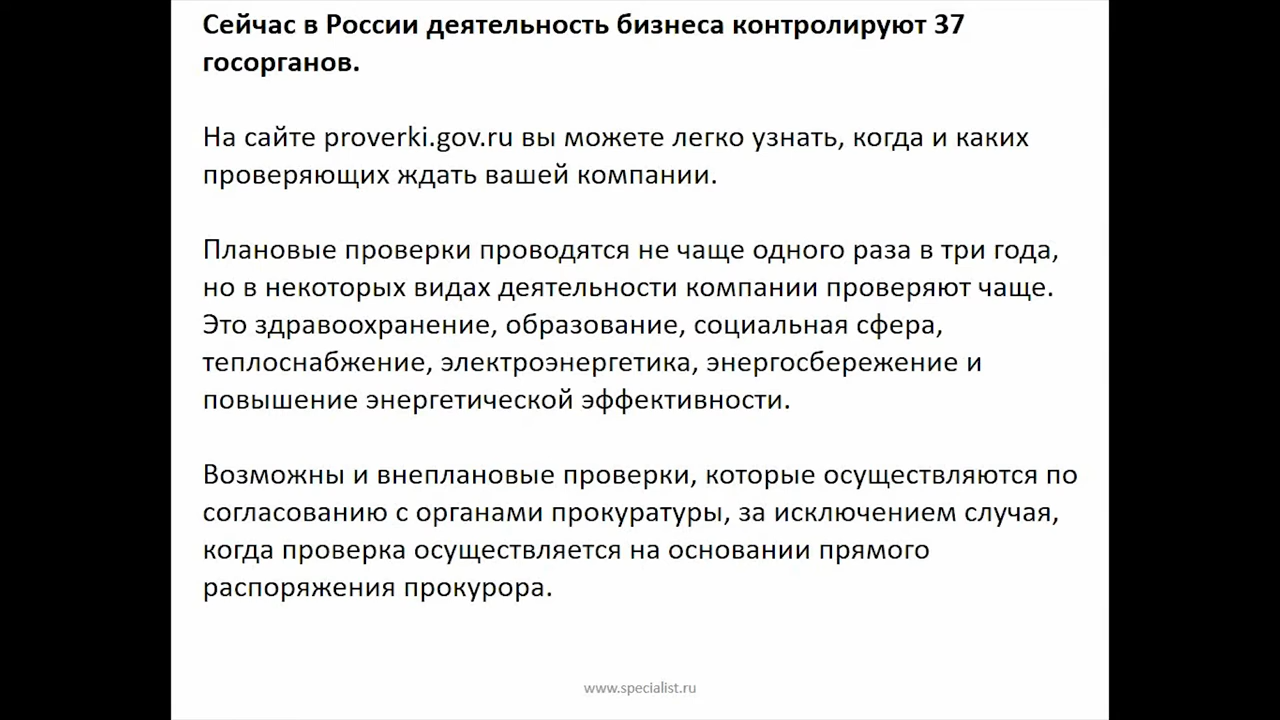 Сейчас в России деятельность бизнеса контролируют 37
госорганов.
На сайте proverki.gov.ru вы можете легко узнать, когда и каких
проверяющих ждать вашей компании.
Плановые проверки проводятся не чаще одного раза в три года,
но в некоторых видах деятельности компании проверяют чаще.
Это здравоохранение, образование, социальная сфера,
теплоснабжение, электроэнергетика, энергосбережение и
повышение энергетической эффективности.
Возможны и внеплановые проверки, которые осуществляются по
согласованию с органами прокуратуры, за исключением случая,
когда проверка осуществляется на основании прямого
распоряжения прокурора.
www.specialist.ru